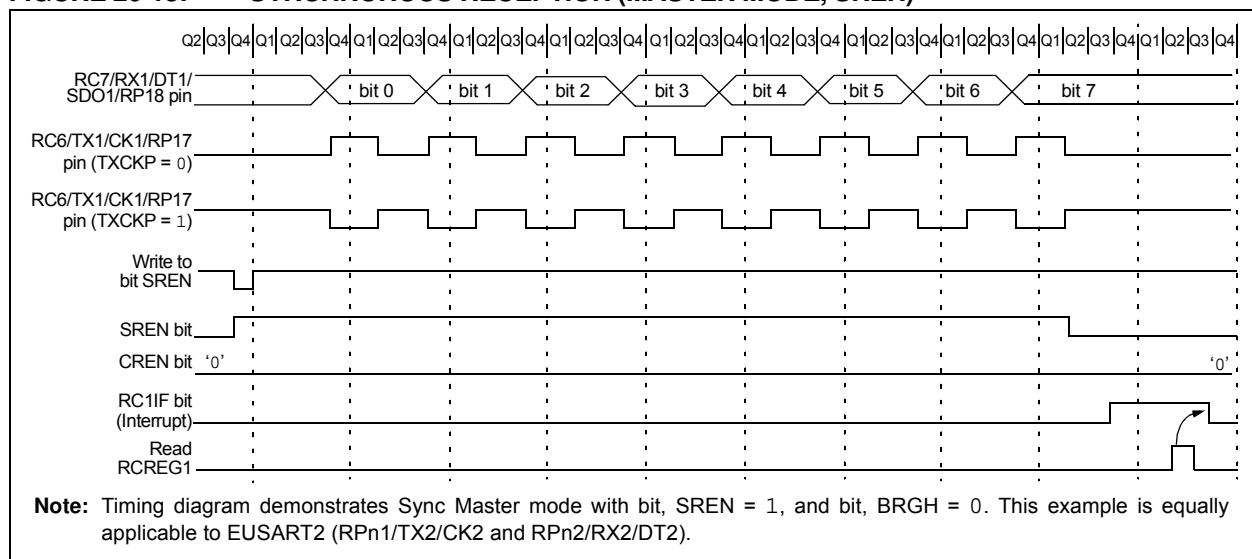 Q2 Q3 Q4 Q1 Q2 Q3 Q4 Q1 Q2 Q3 Q4 Q1 Q2 Q3 Q4 Q1 Q2 Q3 Q4 Q1 Q2 Q3 Q4 Q1 Q2 Q3 Q4 Q1 Q2 Q3 Q4 Q1 Q2 Q3 Q4 Q1 Q2 Q3 Q4 Q1 Q2 Q3 Q4
RC7/RX1/DT1/
SDO1/RP18 pin
bit 0 bit 1 bit 2 bit 3 bit 4 bit 5 bit 6 bit 7
RC6/TX1/CK1/RP17
pin (TXCKP = 0)
RC6/TX1/CK1/RP17
pin (TXCKP = 1)
Write to
bit SREN
SREN bit
CREN bit '0' '0'
RC1IF bit
(Interrupt)
Read
RCREG1
Note: Timing diagram demonstrates Sync Master mode with bit, SREN = 1, and bit, BRGH = 0. This example is equally
applicable to EUSART2 (RPn1/TX2/CK2 and RPn2/RX2/DT2).